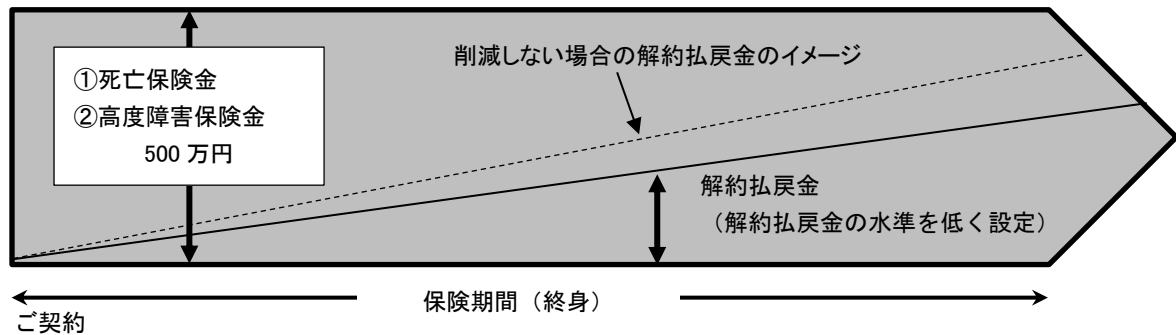 削減しない場合の解約払戻金のイメージ
①死亡保険金
②高度障害保険金
500 万円
解約払戻金
（解約払戻金の水準を低く設定）
保険期間（終身）
ご契約